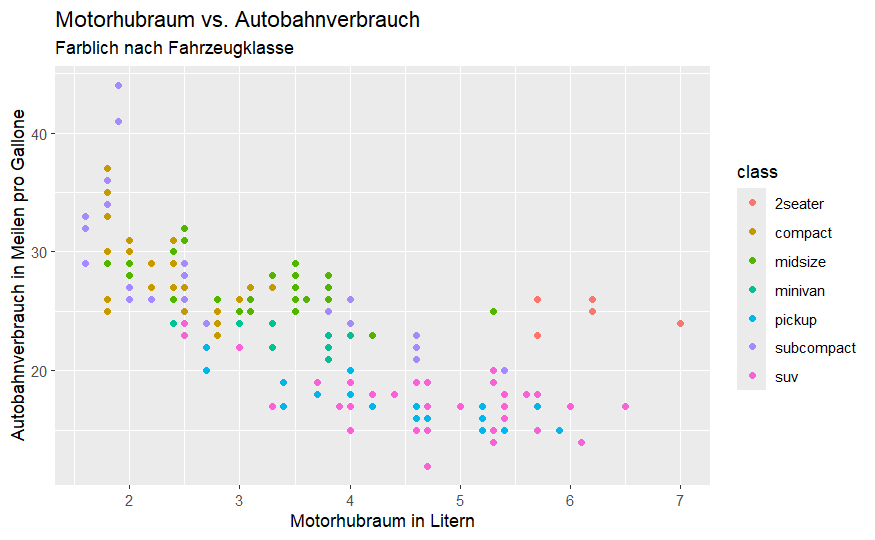 Motorhubraum vs. Autobahnverbrauch
Farblich nach Fahrzeugklasse
Autobahnverbrauch in Meilen pro Gallone
40
30
20
2 3 4 5 6 7
Motorhubraum in Litern
class
2seater
compact
midsize
minivan
pickup
subcompact
suv